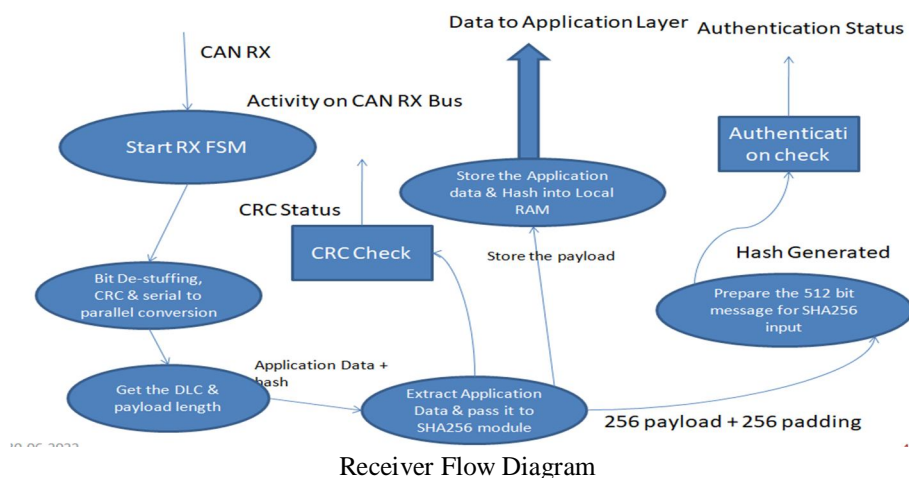 CAN RX
Activity on CAN RX Bus
Start RX FSM
Bit De-stuffing,
CRC & serial to
parallel conversion
Get the DLC &
payload length
Application Data +
hash
CRC Status
CRC Check
Extract Application
Data & pass it to
SHA256 module
Data to Application Layer
Store the Application
data & Hash into Local
RAM
Store the payload
Authentication Status
Authenticati
on check
Hash Generated
Prepare the 512 bit
message for SHA256
input
256 payload + 256 padding
Receiver Flow Diagram